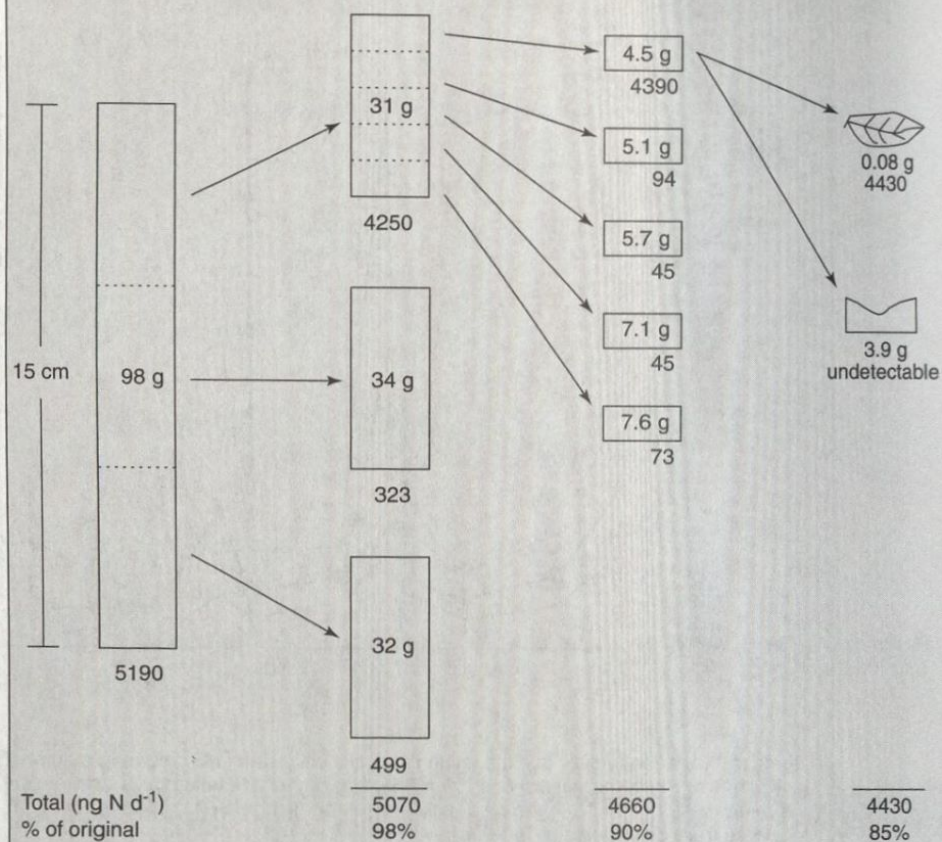 15 cm
98 g
5190
31 g
4250
34 g
323
32 g
499
4.5 g
4390
5.1 g
94
5.7 g
45
7.1 g
45
7.6 g
73
0.08 g
4430
3.9 g
undetectable
Total (ng N d⁻¹) 5070 4660 4430
% of original 98% 90% 85%